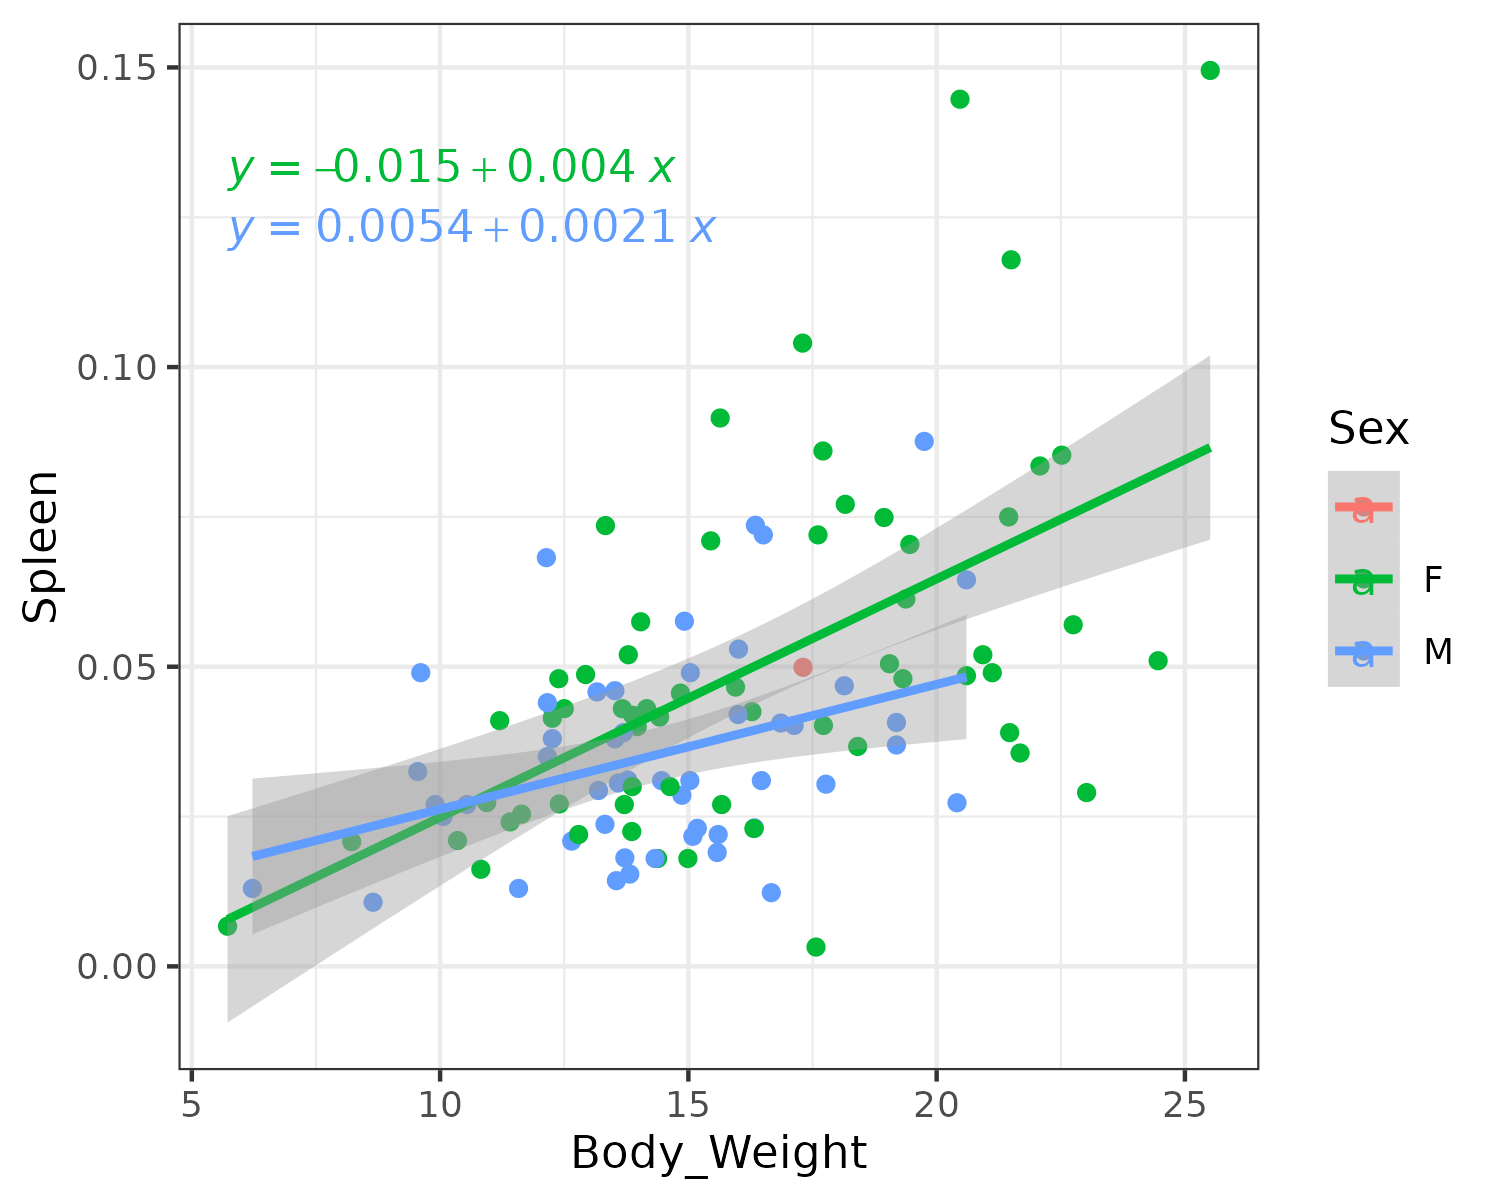 0.15
0.10
0.05
0.00
y = –0.015 + 0.004 x
y = 0.0054 + 0.0021 x
5 10 15 20 25
Body_Weight
Spleen
Sex
a
a F
a M